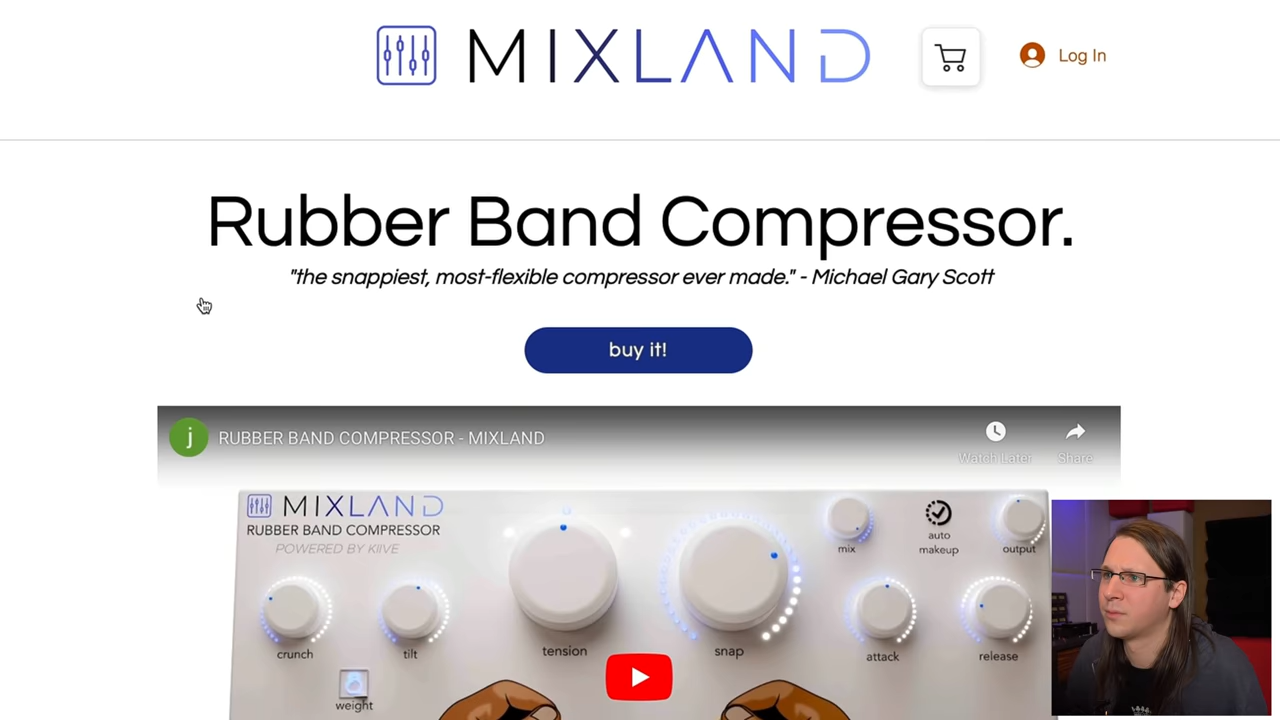 MIXLAND
Log In
Rubber Band Compressor.
"the snappiest, most-flexible compressor ever made." - Michael Gary Scott
buy it!
j
RUBBER BAND COMPRESSOR - MIXLAND
Watch Later
Share
MIXLAND
RUBBER BAND COMPRESSOR
POWERED BY KIIVE
crunch
tilt
weight
tension
snap
mix
auto
makeup
output
attack
release